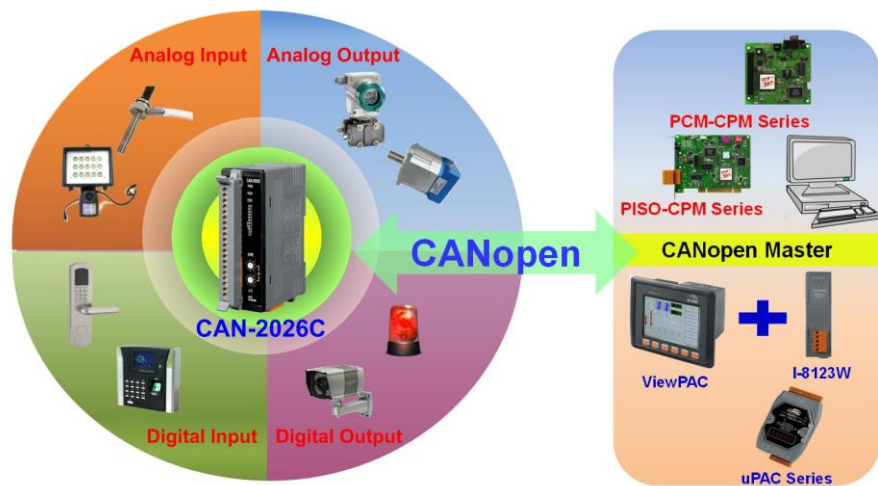 Analog Input
Analog Output
CAN-2026C
Digital Input
Digital Output
CANopen
PCM-CPM Series
PISO-CPM Series
CANopen Master
ViewPAC
I-8123W
uPAC Series